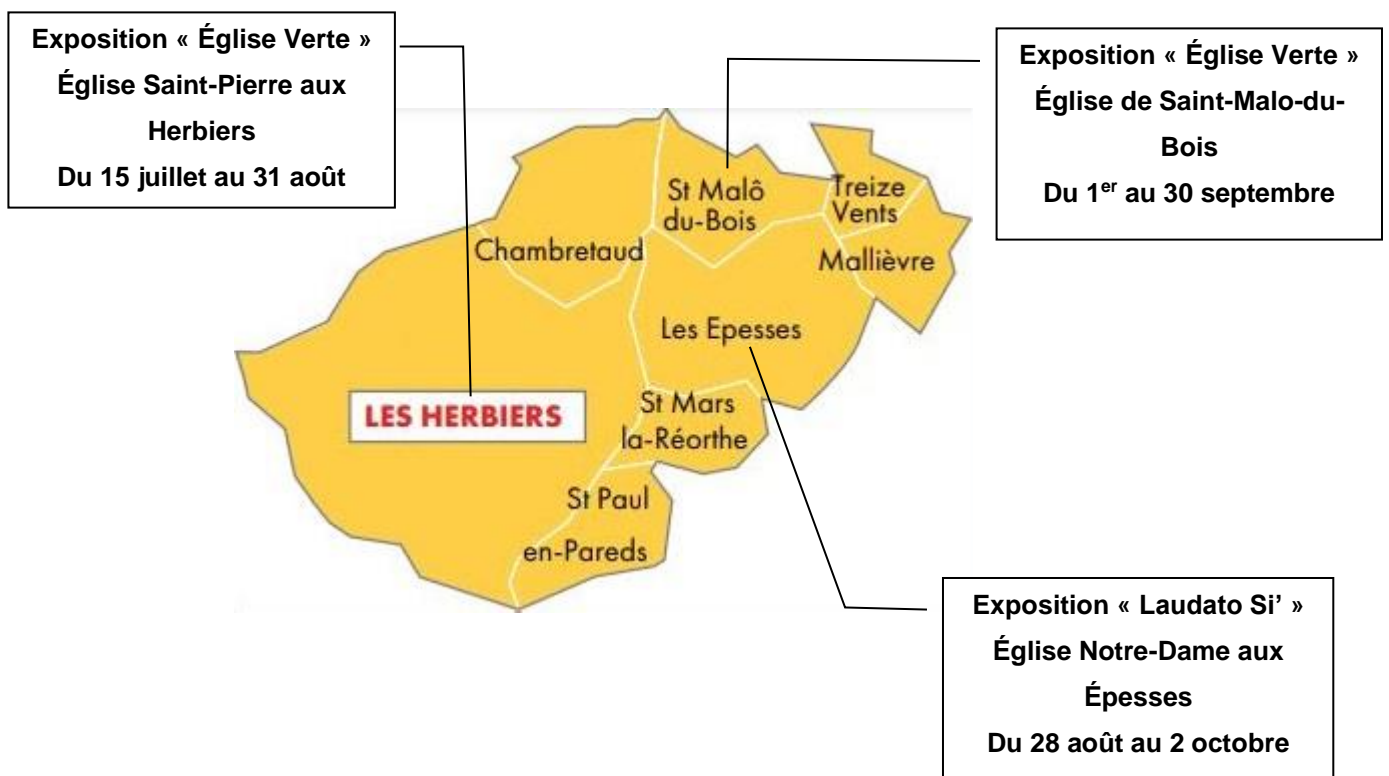 Exposition « Église Verte »
Église Saint-Pierre aux
Herbiers
Du 15 juillet au 31 août
Exposition « Église Verte »
Église de Saint-Malo-du-
Bois
Du 1er au 30 septembre
St Malô
du-Bois
Treize
Vents
Chambretaud
Mallièvre
Les Epesses
LES HERBIERS
St Mars
la-Réorthe
St Paul
en-Pareds
Exposition « Laudato Si’ »
Église Notre-Dame aux
Épesses
Du 28 août au 2 octobre